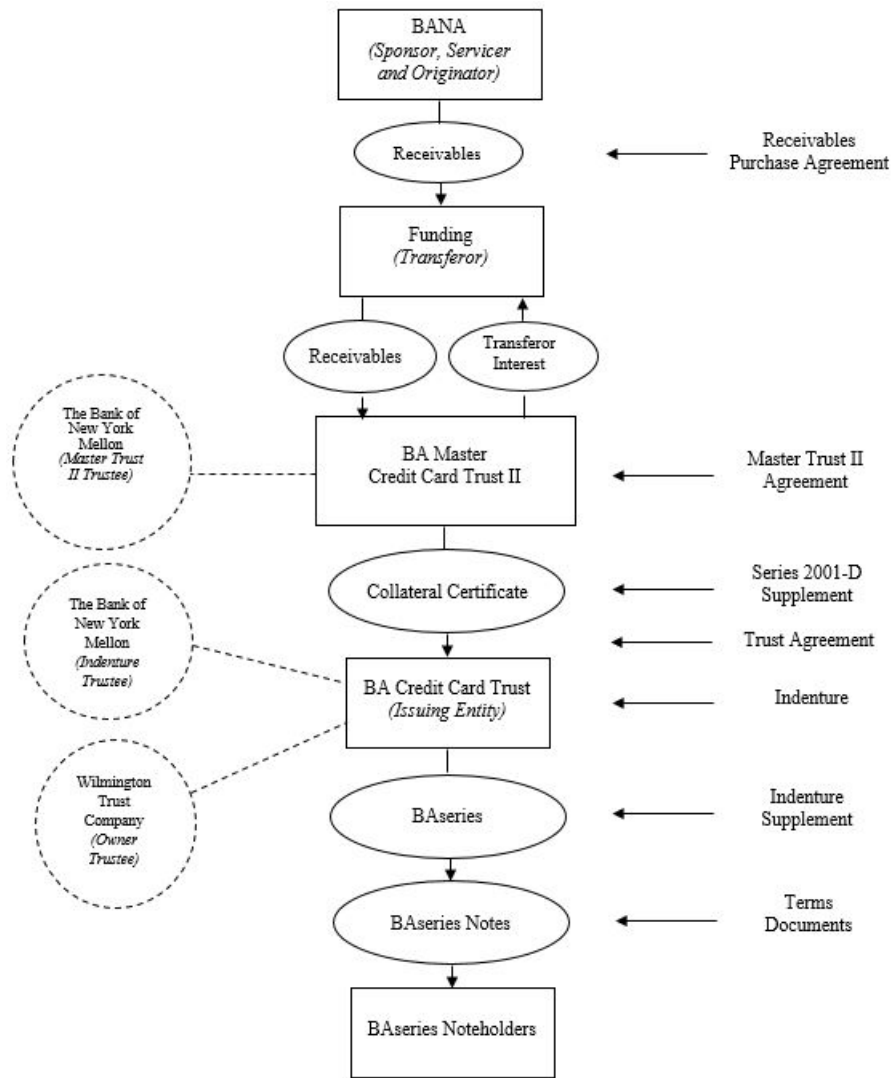 BANA
(Sponsor, Servicer
and Originator)
Receivables
Receivables
Purchase Agreement
Funding
(Transferor)
Receivables
Transferor
Interest
The Bank of
New York
Mellon
(Master Trust
II Trustee)
BA Master
Credit Card Trust II
Master Trust II
Agreement
Collateral Certificate
Series 2001-D
Supplement
The Bank of
New York
Mellon
(Indenture
Trustee)
Trust Agreement
BA Credit Card Trust
(Issuing Entity)
Indenture
Wilmington
Trust
Company
(Owner
Trustee)
BAseries
Indenture
Supplement
BAseries Notes
Terms
Documents
BAseries Noteholders